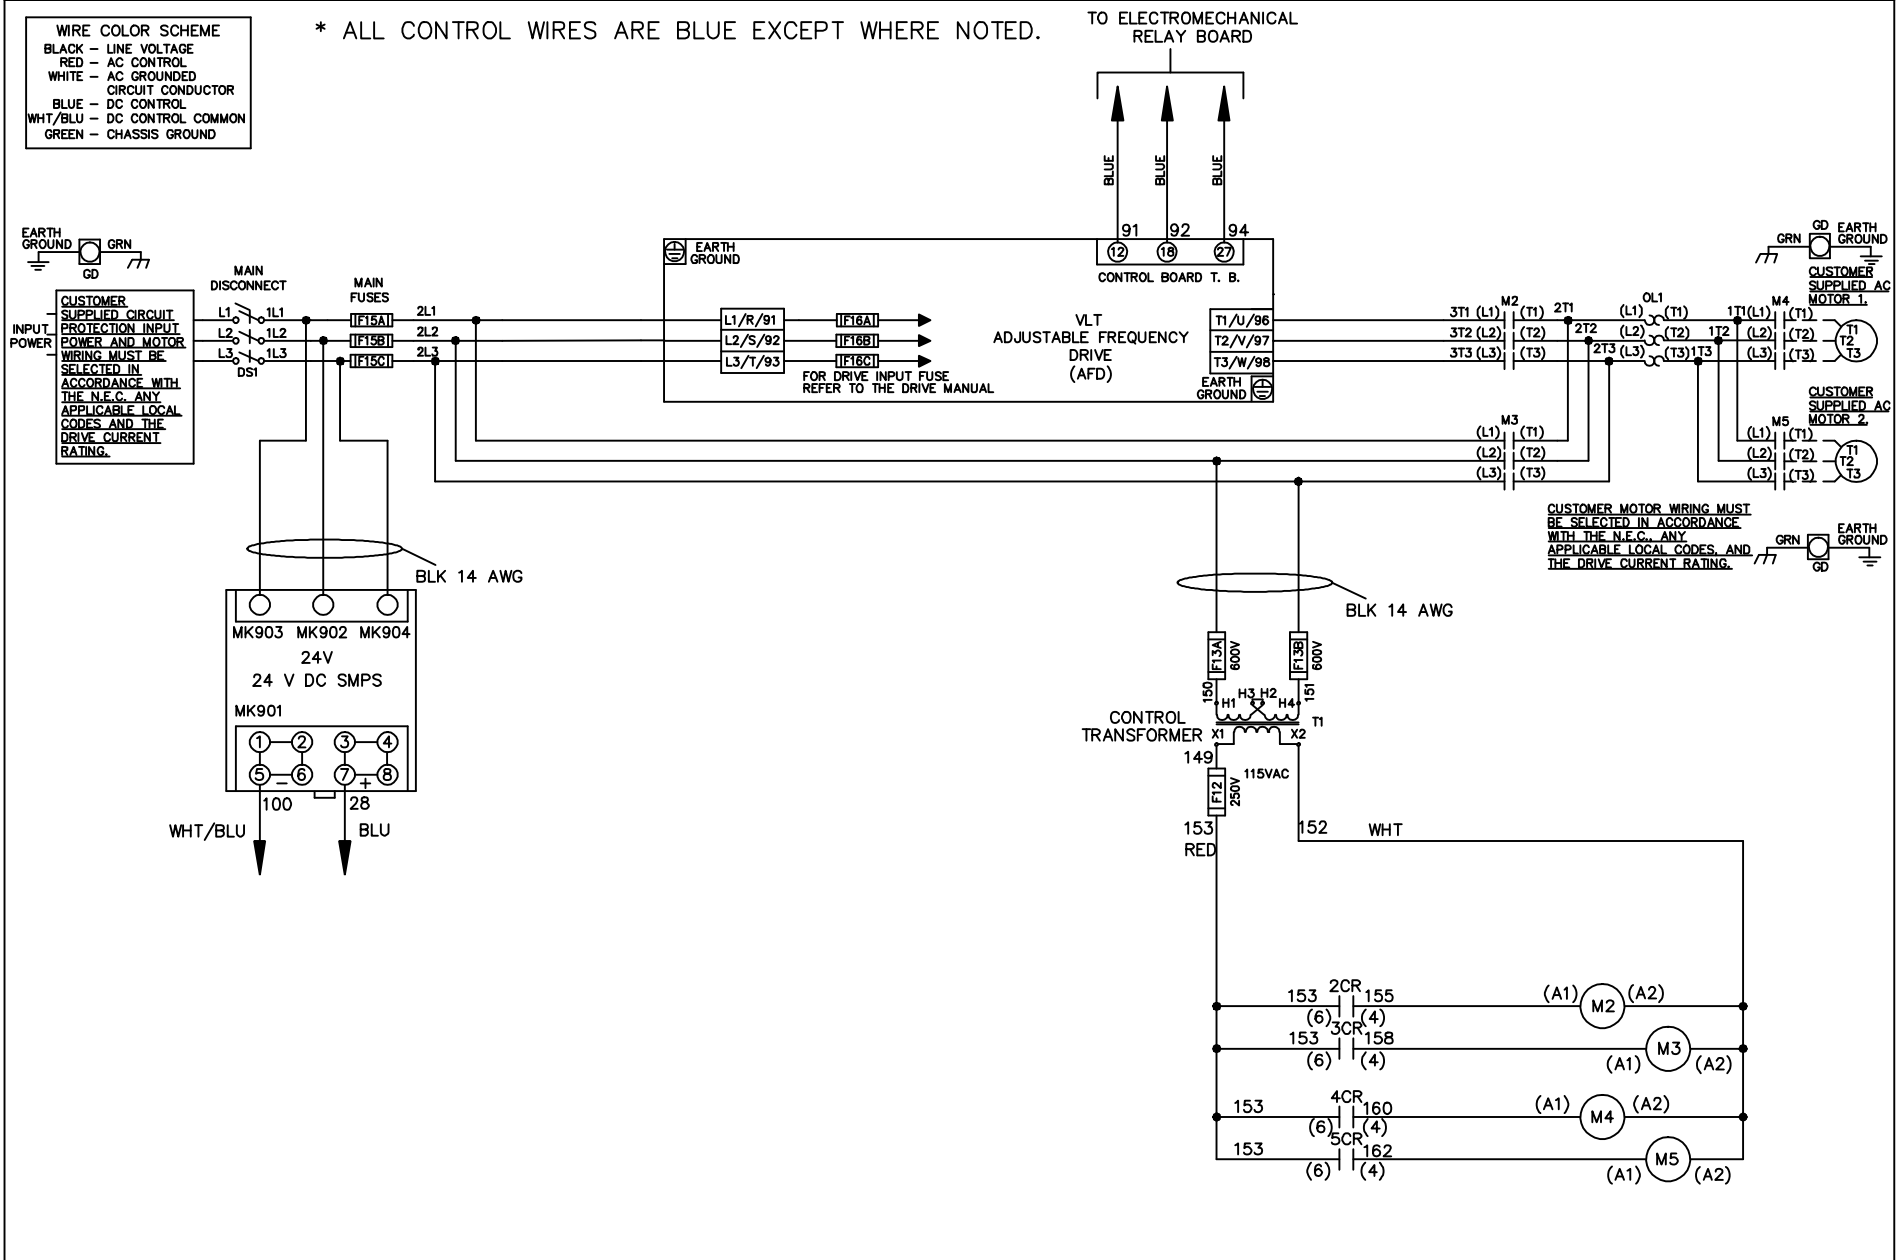 WIRE COLOR SCHEME
BLACK – LINE VOLTAGE
RED – AC CONTROL
WHITE – AC GROUNDED
CIRCUIT CONDUCTOR
BLUE – DC CONTROL
WHT/BLU – DC CONTROL COMMON
GREEN – CHASSIS GROUND
* ALL CONTROL WIRES ARE BLUE EXCEPT WHERE NOTED.
TO ELECTROMECHANICAL
RELAY BOARD
BLUE
BLUE
BLUE
91 92 94
12 18 27
CONTROL BOARD T. B.
EARTH
GROUND
GRN
GD
INPUT
POWER
CUSTOMER
SUPPLIED CIRCUIT
PROTECTION INPUT
POWER AND MOTOR
WIRING MUST BE
SELECTED IN
ACCORDANCE WITH
THE N.E.C. ANY
APPLICABLE LOCAL
CODES AND THE
DRIVE CURRENT
RATING.
MAIN
DISCONNECT
L1 1L1
L2 1L2
L3 1L3
DS1
MAIN
FUSES
F15A 2L1
F15B 2L2
F15C 2L3
EARTH
GROUND
L1/R/91 F16A
L2/S/92 F16B
L3/T/93 F16C
FOR DRIVE INPUT FUSE
REFER TO THE DRIVE MANUAL
VLT
ADJUSTABLE FREQUENCY
DRIVE
(AFD)
T1/U/96
T2/V/97
T3/W/98
EARTH
GROUND
M2
3T1 (L1) (T1) 2T1
3T2 (L2) (T2) 2T2
3T3 (L3) (T3) 2T3
OL1
(L1) (T1) 1T1
(L2) (T2) 1T2
(L3) (T3) 1T3
M4
(L1) (T1)
(L2) (T2)
(L3) (T3)
T1
T2
T3
GD
GRN
EARTH
GROUND
CUSTOMER
SUPPLIED AC
MOTOR 1.
M3
(L1) (T1)
(L2) (T2)
(L3) (T3)
CUSTOMER
SUPPLIED AC
MOTOR 2.
M5
(L1) (T1)
(L2) (T2)
(L3) (T3)
T1
T2
T3
CUSTOMER MOTOR WIRING MUST
BE SELECTED IN ACCORDANCE
WITH THE N.E.C., ANY
APPLICABLE LOCAL CODES, AND
THE DRIVE CURRENT RATING.
GRN
GD
EARTH
GROUND
BLK 14 AWG
MK903 MK902 MK904
24V
24 V DC SMPS
MK901
1 2 3 4
5 6 7 8
– +
100 28
WHT/BLU BLU
BLK 14 AWG
F13A
600V
F13B
600V
150
151
H1 H3 H2 H4
T1
CONTROL
TRANSFORMER
X1 X2
149
115VAC
F12
250V
153
RED
152 WHT
2CR
153 155
(6) (4)
(A1) M2 (A2)
3CR
153 158
(6) (4)
(A1) M3 (A2)
4CR
153 160
(6) (4)
(A1) M4 (A2)
5CR
153 162
(6) (4)
(A1) M5 (A2)